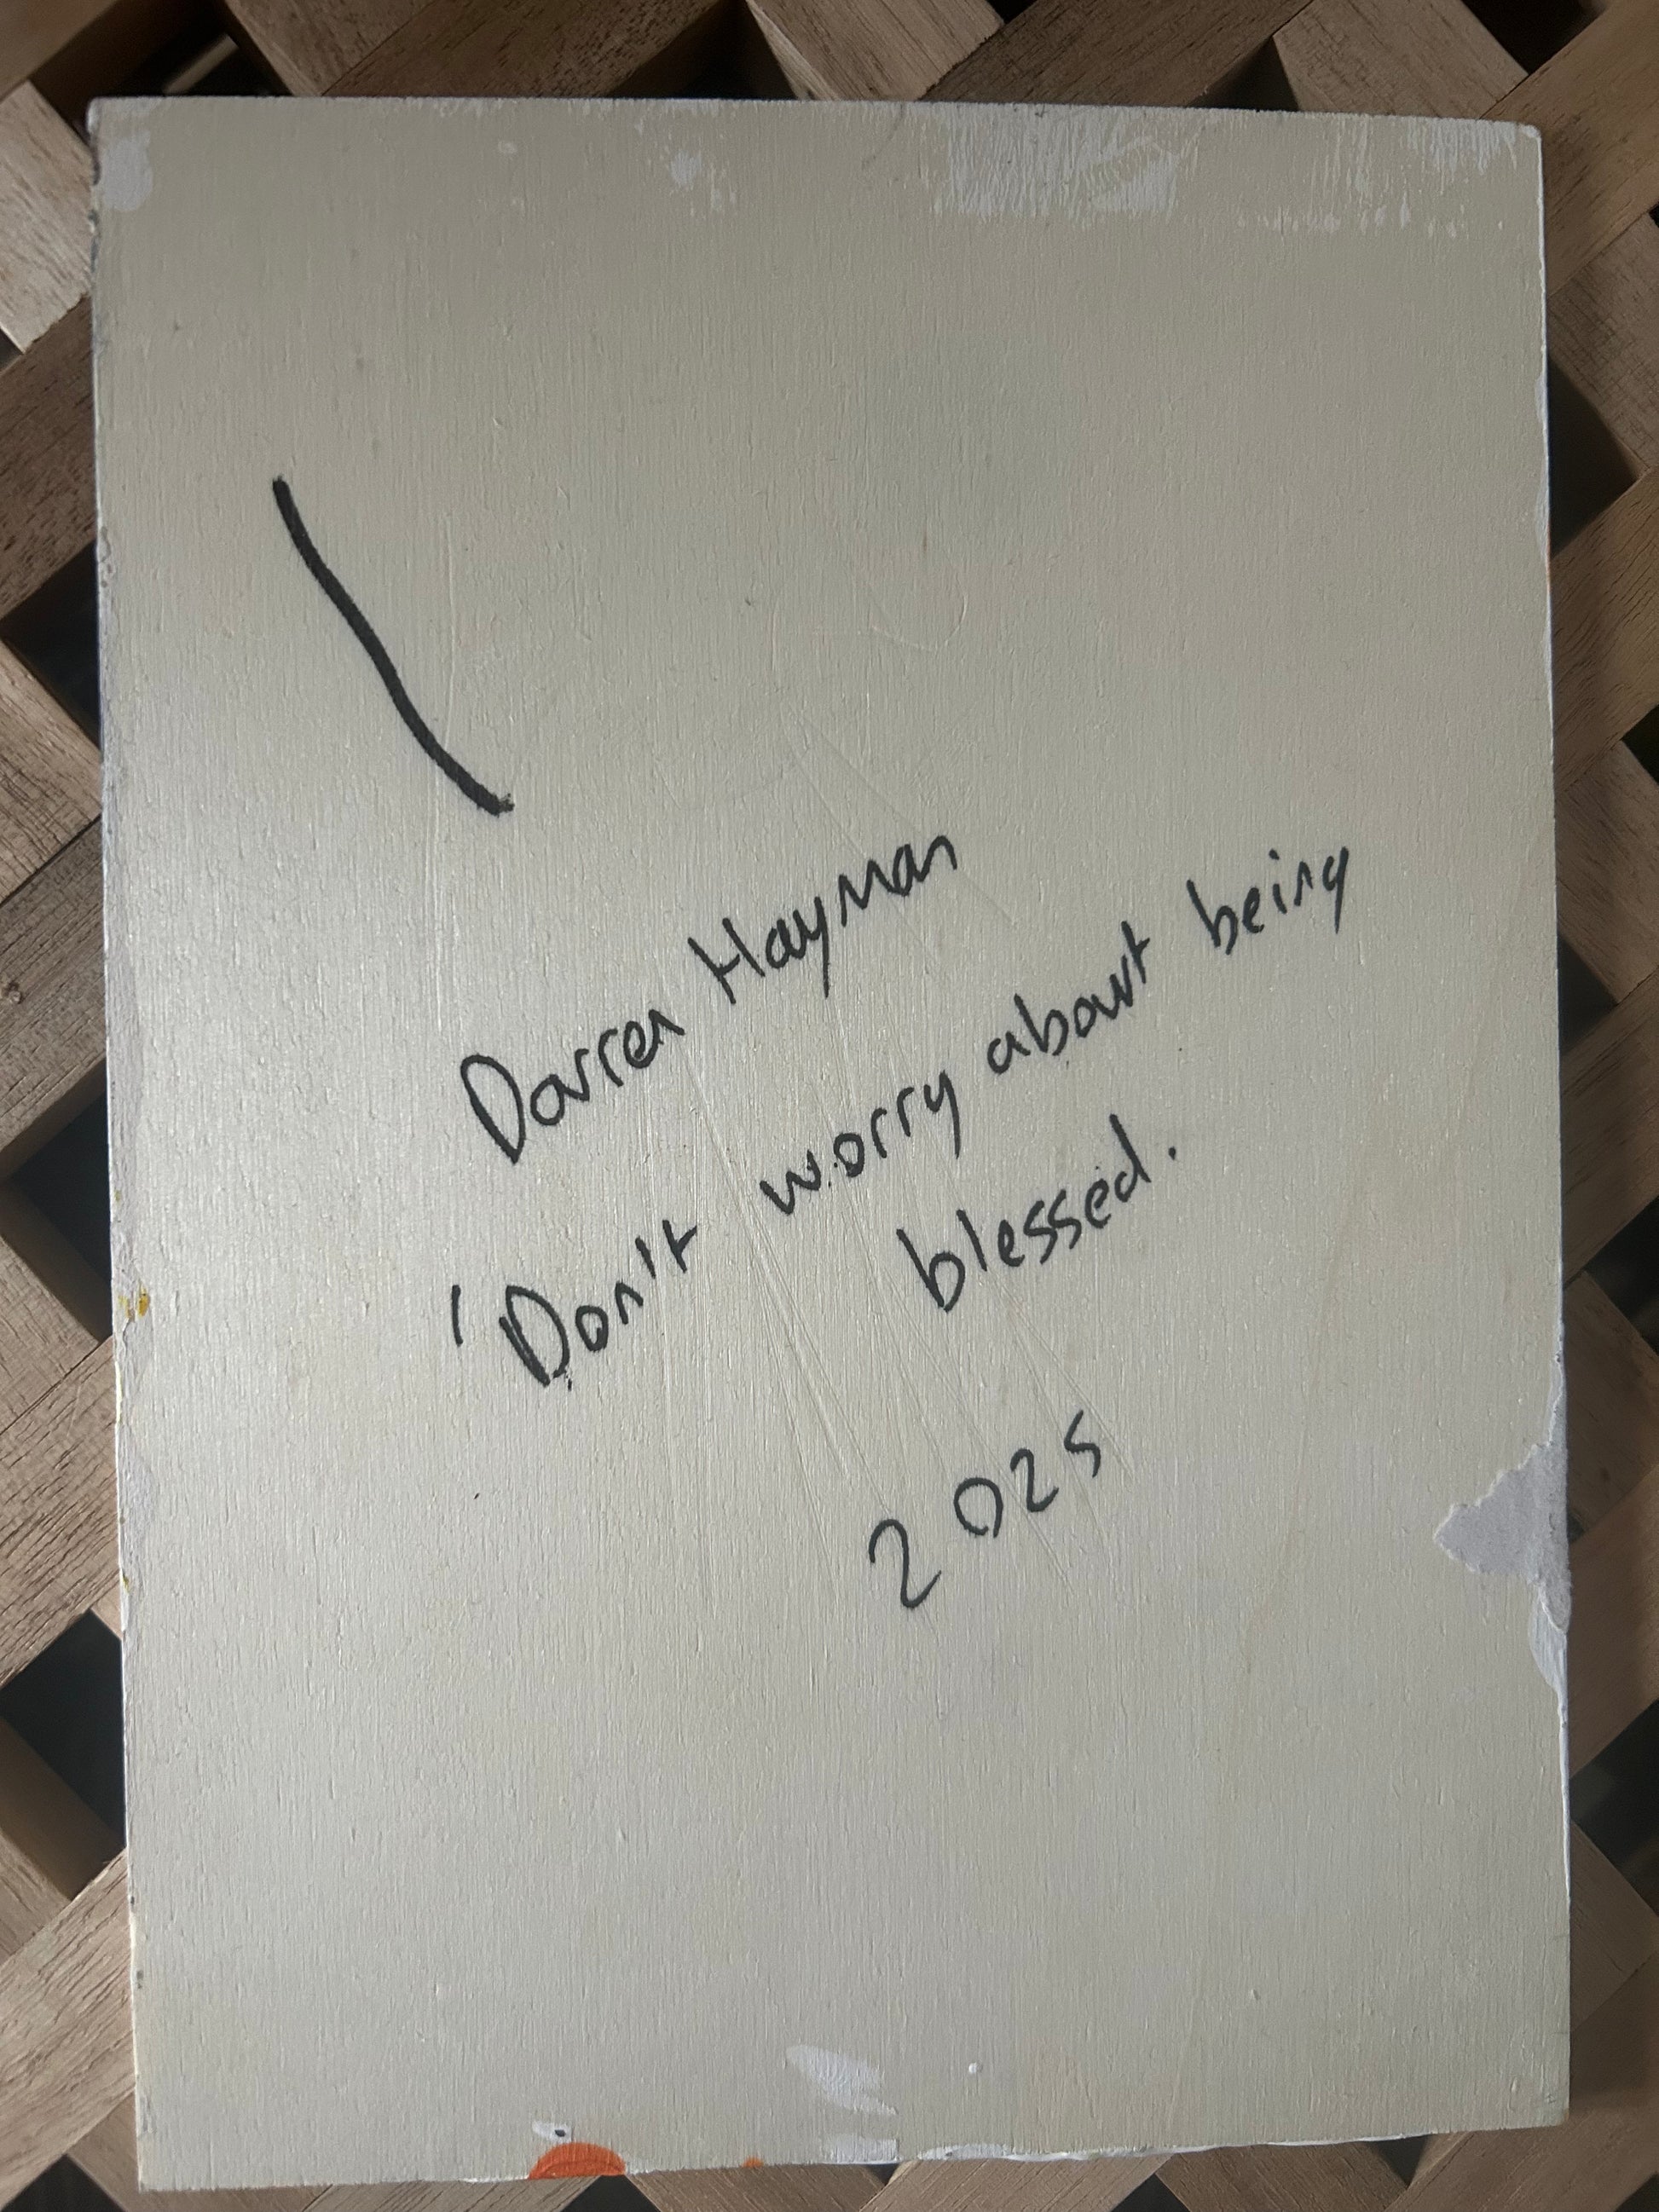 Darren Hayman
'Don't worry about being
blessed.
2025